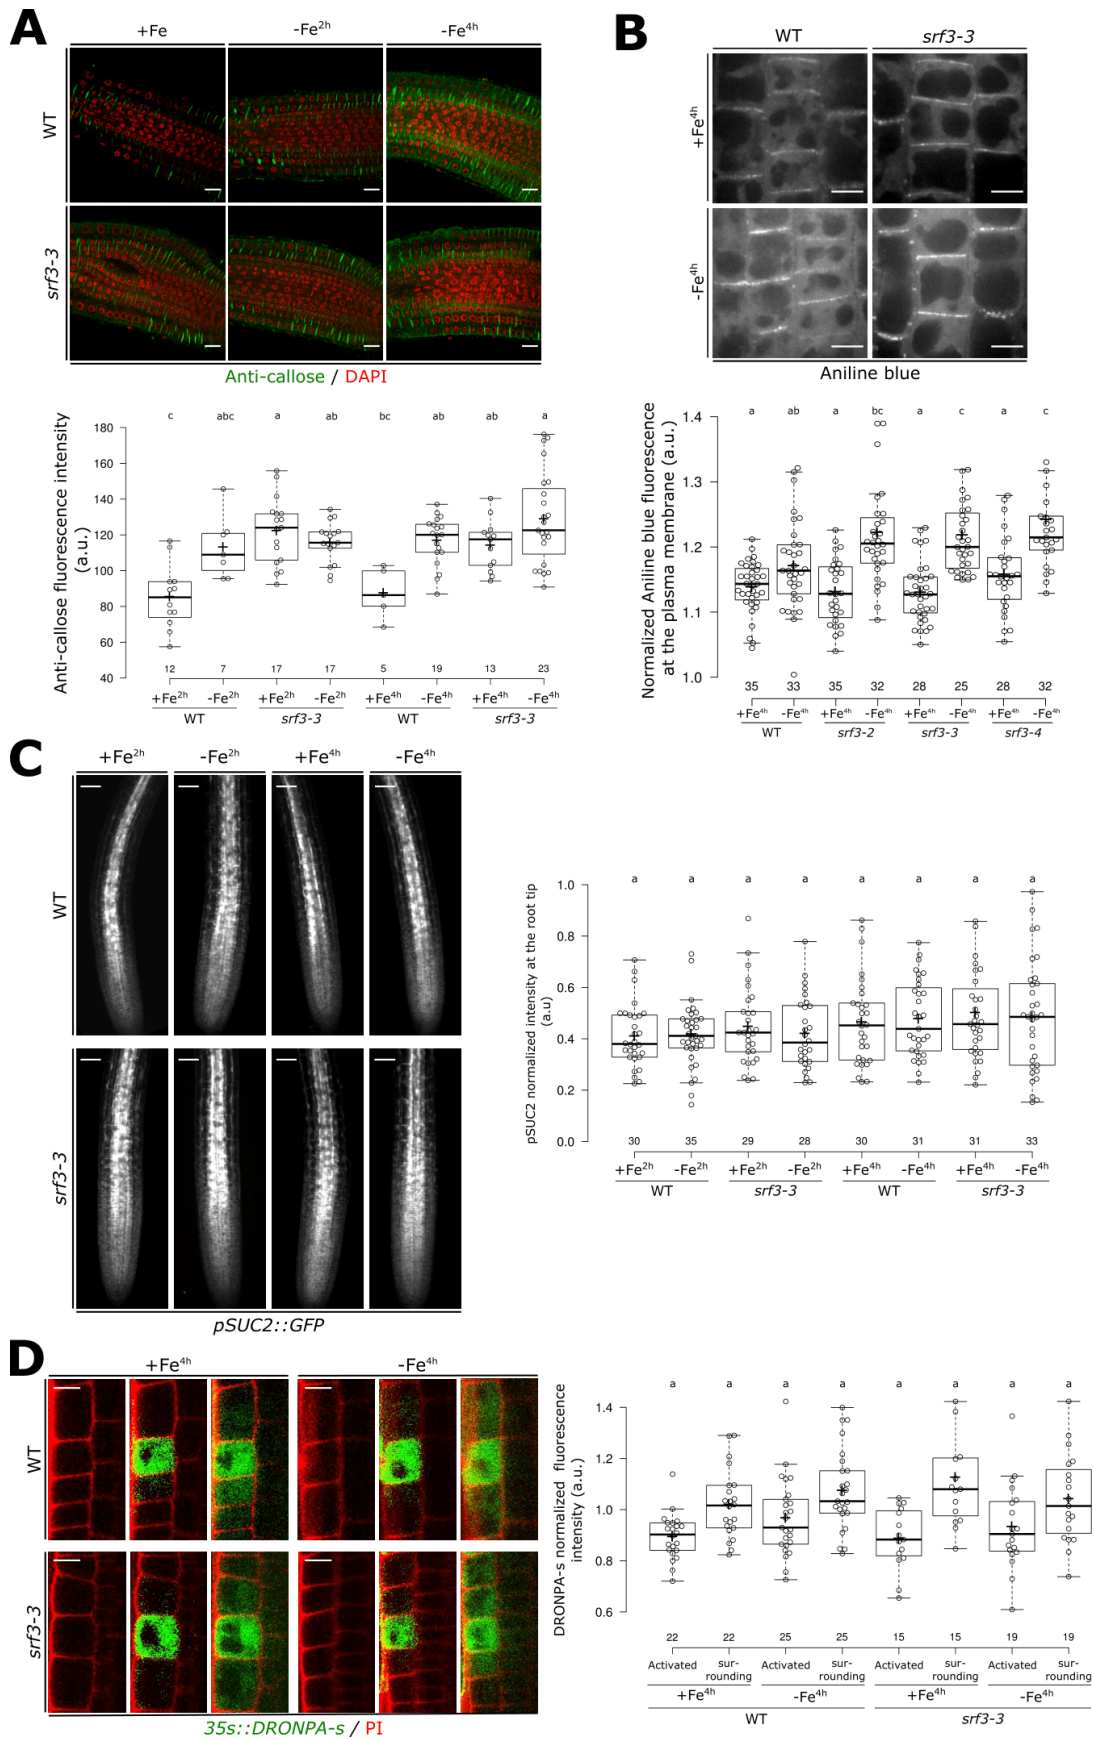 A
+Fe
-Fe2h
-Fe4h
WT
srf3-3
Anti-callose / DAPI
Anti-callose fluorescence intensity
(a.u.)
180
160
140
120
100
80
60
40
c
abc
a
ab
bc
ab
ab
a
12
7
17
17
5
19
13
23
+Fe2h
-Fe2h
+Fe2h
-Fe2h
+Fe4h
-Fe4h
+Fe4h
-Fe4h
WT
srf3-3
WT
srf3-3
B
WT
srf3-3
+Fe4h
-Fe4h
Aniline blue
Normalized Aniline blue fluorescence
at the plasma membrane (a.u.)
1.4
1.3
1.2
1.1
1.0
a
ab
a
bc
a
c
a
c
35
33
35
32
28
25
28
32
+Fe4h
-Fe4h
+Fe4h
-Fe4h
+Fe4h
-Fe4h
+Fe4h
-Fe4h
WT
srf3-2
srf3-3
srf3-4
C
+Fe2h
-Fe2h
+Fe4h
-Fe4h
WT
srf3-3
pSUC2::GFP
pSUC2 normalized intensity at the root tip
(a.u)
1.0
0.8
0.6
0.4
0.2
0.0
a
a
a
a
a
a
a
a
30
35
29
28
30
31
31
33
+Fe2h
-Fe2h
+Fe2h
-Fe2h
+Fe4h
-Fe4h
+Fe4h
-Fe4h
WT
srf3-3
WT
srf3-3
D
+Fe4h
-Fe4h
WT
srf3-3
35s::DRONPA-s / PI
DRONPA-s normalized fluorescence
intensity (a.u.)
1.4
1.2
1.0
0.8
0.6
a
a
a
a
a
a
a
a
22
22
25
25
15
15
19
19
Activated
sur-
rounding
Activated
sur-
rounding
Activated
sur-
rounding
Activated
sur-
rounding
+Fe4h
-Fe4h
+Fe4h
-Fe4h
WT
srf3-3